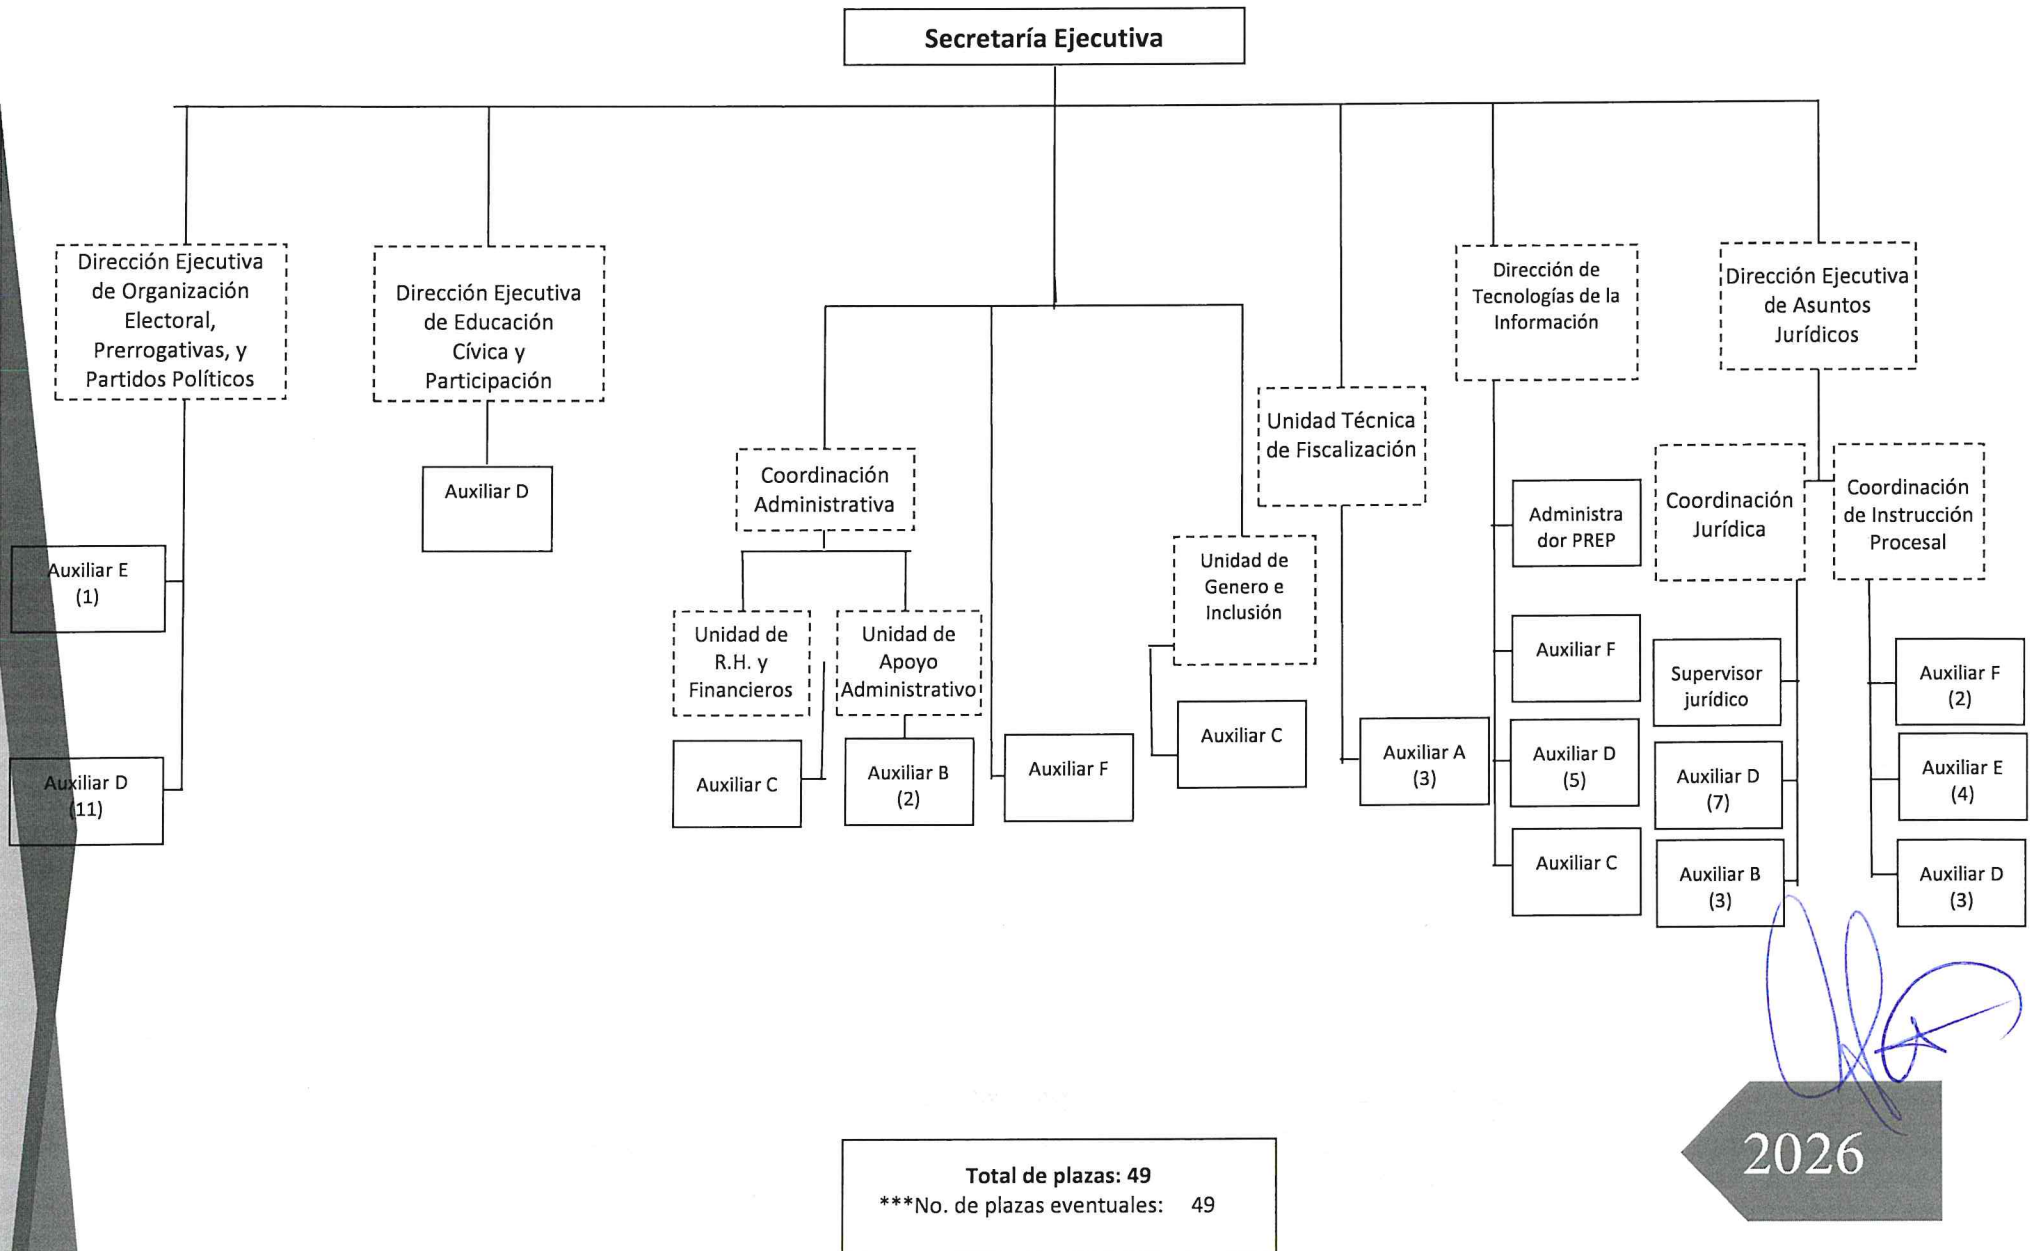 Secretaría Ejecutiva
Dirección Ejecutiva
de Organización
Electoral,
Prerrogativas, y
Partidos Políticos
Auxiliar E
(1)
Auxiliar D
(11)
Dirección Ejecutiva
de Educación
Cívica y
Participación
Auxiliar D
Coordinación
Administrativa
Unidad de
R.H. y
Financieros
Auxiliar C
Unidad de
Apoyo
Administrativo
Auxiliar B
(2)
Auxiliar F
Unidad de
Genero e
Inclusión
Auxiliar C
Unidad Técnica
de Fiscalización
Auxiliar A
(3)
Dirección de
Tecnologías de la
Información
Administra
dor PREP
Auxiliar F
Auxiliar D
(5)
Auxiliar C
Dirección Ejecutiva
de Asuntos
Jurídicos
Coordinación
Jurídica
Supervisor
jurídico
Auxiliar D
(7)
Auxiliar B
(3)
Coordinación
de Instrucción
Procesal
Auxiliar F
(2)
Auxiliar E
(4)
Auxiliar D
(3)
Total de plazas: 49
***No. de plazas eventuales: 49
2026